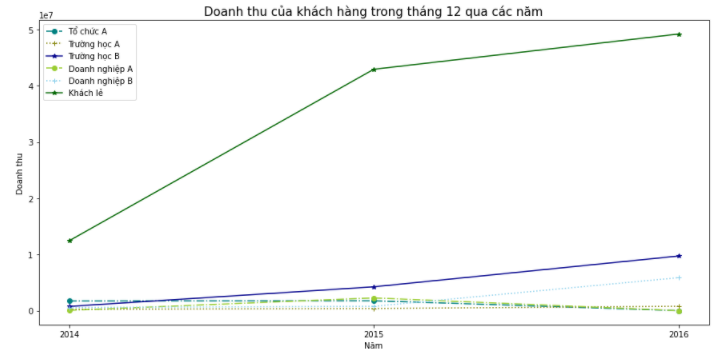 Doanh thu của khách hàng trong tháng 12 qua các năm
1e7
5
4
3
2
1
0
Doanh thu
Tổ chức A
Trường học A
Trường học B
Doanh nghiệp A
Doanh nghiệp B
Khách lẻ
2014
2015
2016
Năm